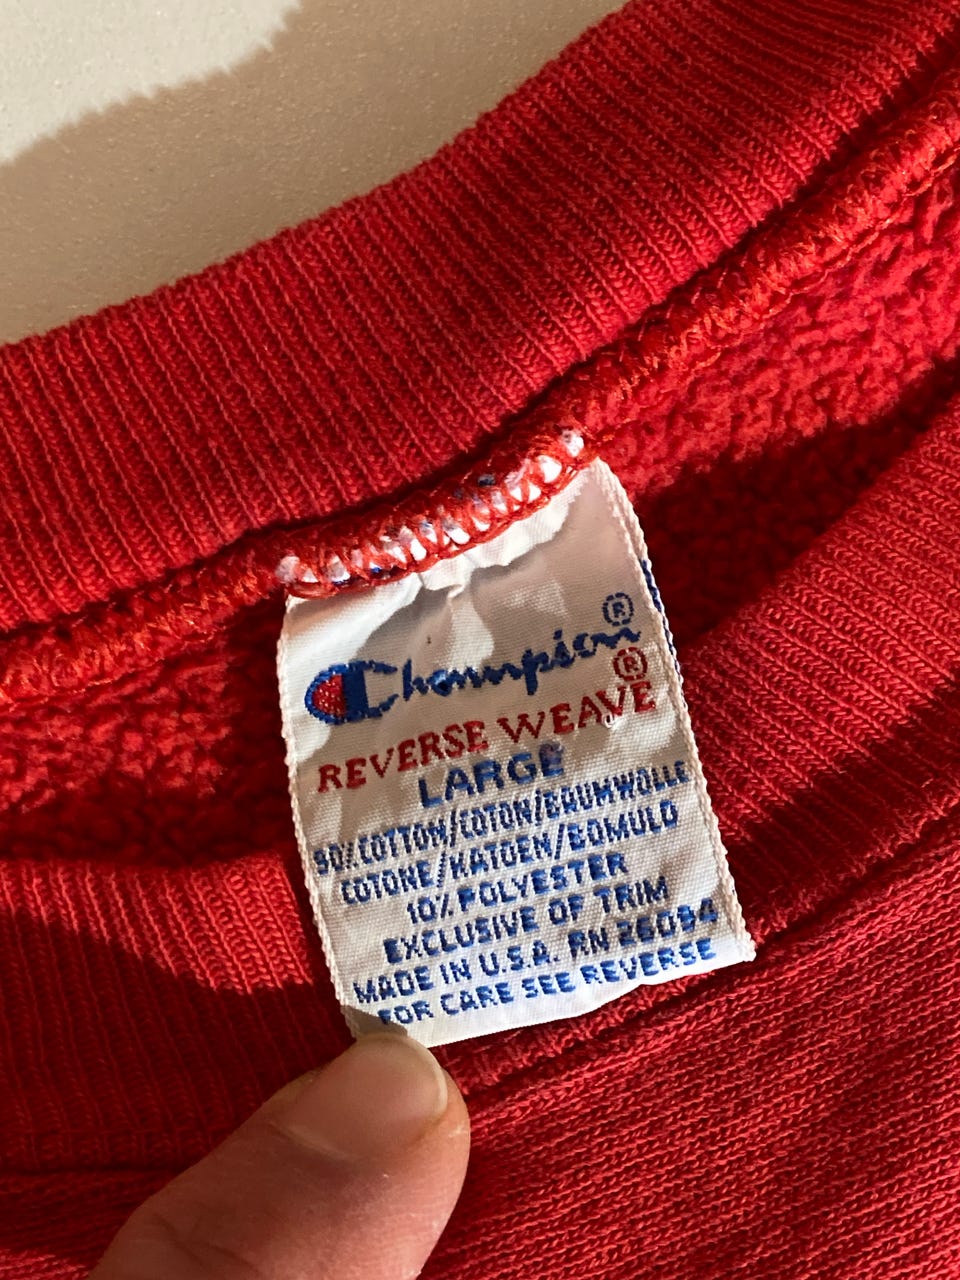 Champion®
REVERSE WEAVE®
LARGE
90% COTTON/COTON/BAUMWOLLE
COTONE/KATOEN/BOMULD
10% POLYESTER
EXCLUSIVE OF TRIM
MADE IN U.S.A. RN 26094
FOR CARE SEE REVERSE